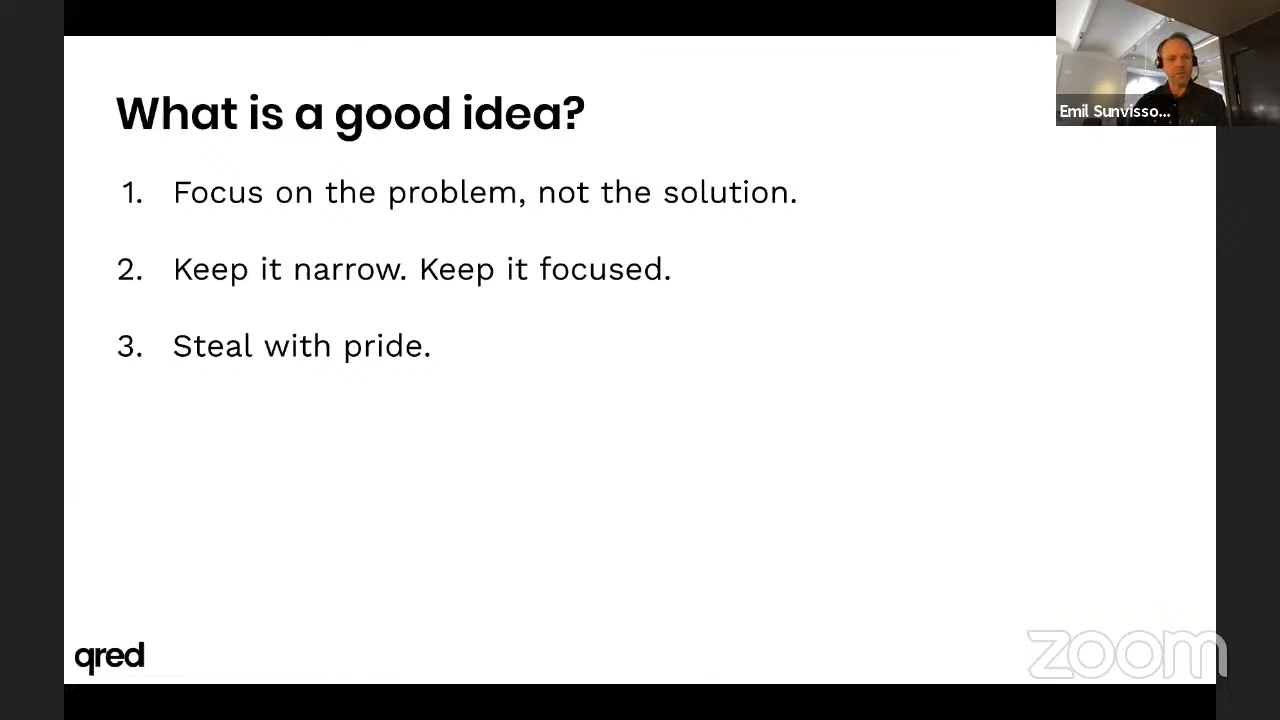 What is a good idea?
1. Focus on the problem, not the solution.
2. Keep it narrow. Keep it focused.
3. Steal with pride.
Emil Sunvisso...
qred
zoom